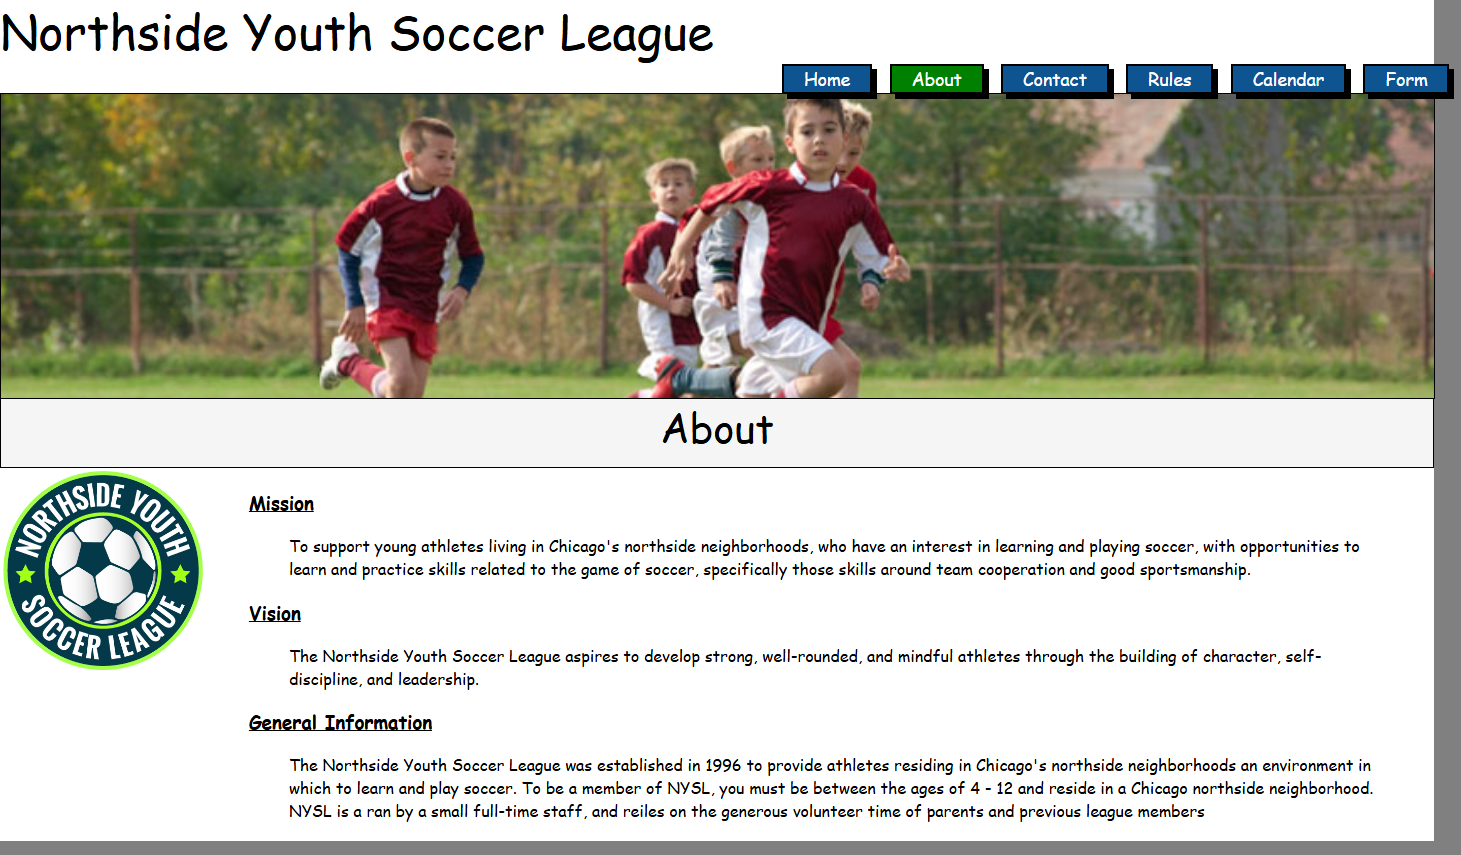 Northside Youth Soccer League
Home About Contact Rules Calendar Form
About
NORTHSIDE YOUTH
SOCCER LEAGUE
Mission
To support young athletes living in Chicago's northside neighborhoods, who have an interest in learning and playing soccer, with opportunities to
learn and practice skills related to the game of soccer, specifically those skills around team cooperation and good sportsmanship.
Vision
The Northside Youth Soccer League aspires to develop strong, well-rounded, and mindful athletes through the building of character, self-
discipline, and leadership.
General Information
The Northside Youth Soccer League was established in 1996 to provide athletes residing in Chicago's northside neighborhoods an environment in
which to learn and play soccer. To be a member of NYSL, you must be between the ages of 4 - 12 and reside in a Chicago northside neighborhood.
NYSL is a ran by a small full-time staff, and reiles on the generous volunteer time of parents and previous league members